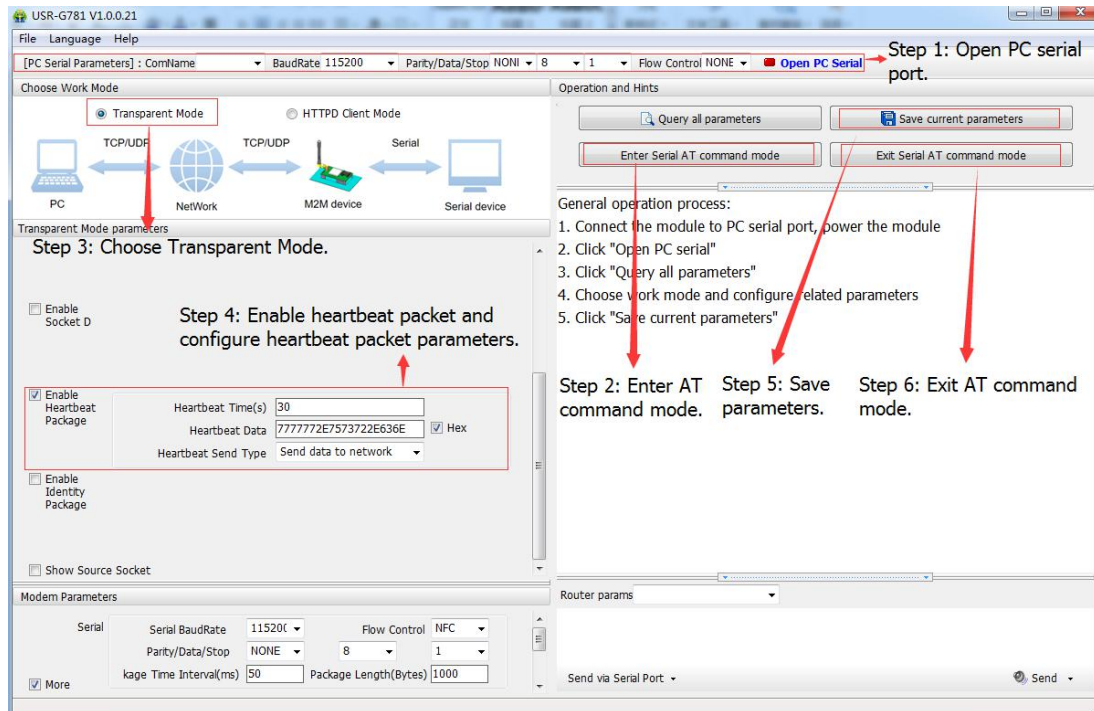 USR-G781 V1.0.0.21
File Language Help
[PC Serial Parameters] : ComName BaudRate 115200 Parity/Data/Stop NONI 8 1 Flow Control NONE Open PC Serial
Step 1: Open PC serial
port.
Choose Work Mode
Transparent Mode HTTPD Client Mode
TCP/UDP TCP/UDP Serial
PC NetWork M2M device Serial device
Transparent Mode parameters
Step 3: Choose Transparent Mode.
Enable
Socket D
Step 4: Enable heartbeat packet and
configure heartbeat packet parameters.
Enable
Heartbeat
Package
Heartbeat Time(s) 30
Heartbeat Data 7777772E7573722E636E Hex
Heartbeat Send Type Send data to network
Enable
Identity
Package
Show Source Socket
Modem Parameters
Serial Serial BaudRate 11520( Flow Control NFC
Parity/Data/Stop NONE 8 1
kage Time Interval(ms) 50 Package Length(Bytes) 1000
More
Operation and Hints
Query all parameters Save current parameters
Enter Serial AT command mode Exit Serial AT command mode
General operation process:
1. Connect the module to PC serial port, power the module
2. Click "Open PC serial"
3. Click "Query all parameters"
4. Choose work mode and configure related parameters
5. Click "Save current parameters"
Step 2: Enter AT
command mode.
Step 5: Save
parameters.
Step 6: Exit AT command
mode.
Router params
Send via Serial Port Send